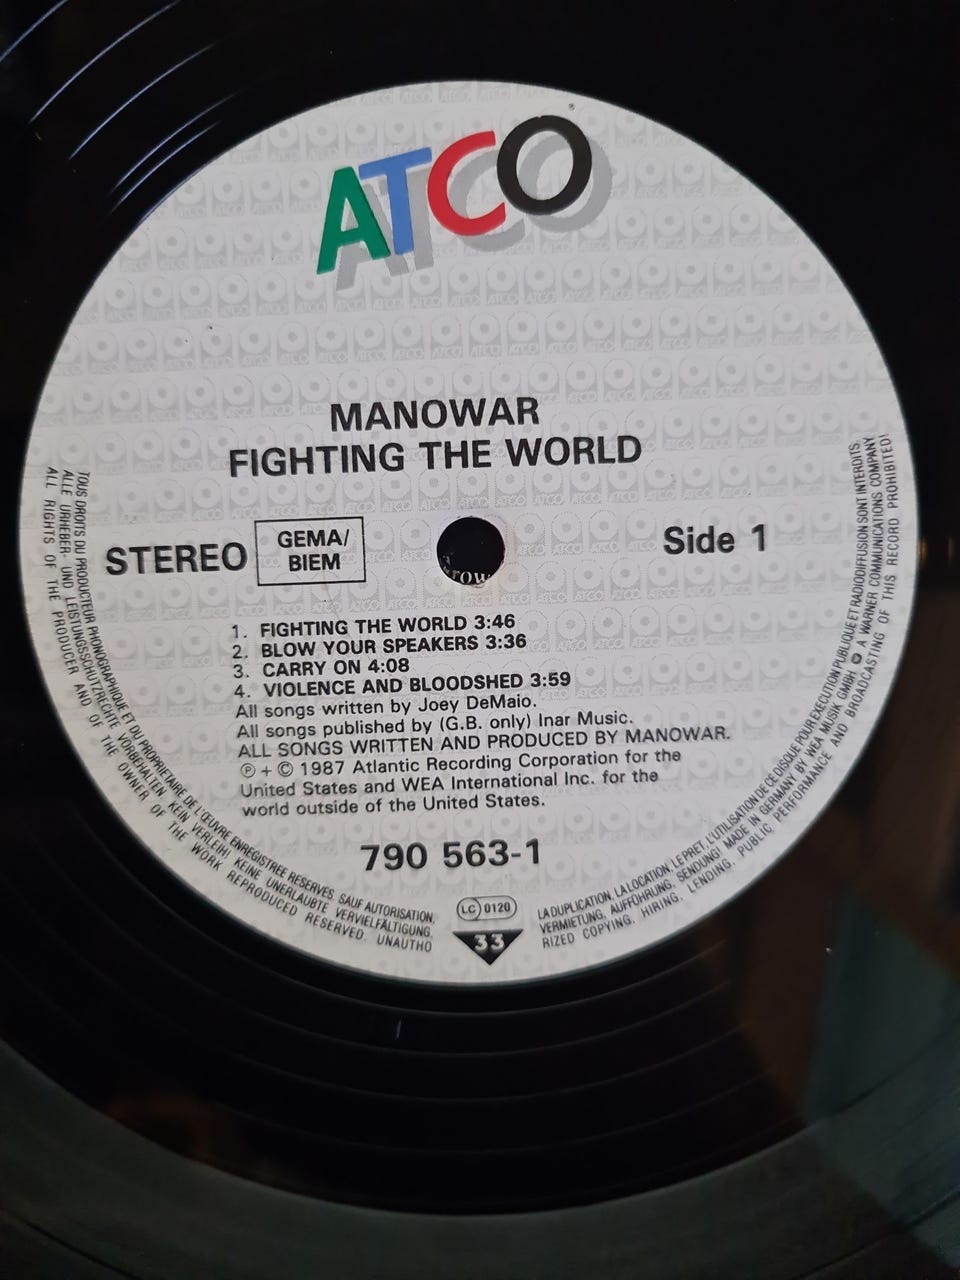 ATCO
MANOWAR
FIGHTING THE WORLD
STEREO
GEMA/
BIEM
Side 1
1. FIGHTING THE WORLD 3:46
2. BLOW YOUR SPEAKERS 3:36
3. CARRY ON 4:08
4. VIOLENCE AND BLOODSHED 3:59
All songs written by Joey DeMaio.
All songs published by (G.B. only) Inar Music.
ALL SONGS WRITTEN AND PRODUCED BY MANOWAR.
℗ + © 1987 Atlantic Recording Corporation for the
United States and WEA International Inc. for the
world outside of the United States.
790 563-1
LC 0120
33
TOUS DROITS DU PRODUCTEUR PHONOGRAPHIQUE ET DU PROPRIETAIRE DE L'ŒUVRE ENREGISTREE RESERVES. SAUF AUTORISATION, LA DUPLICATION, LA LOCATION, LE PRET, L'UTILISATION DE CE DISQUE POUR EXECUTION PUBLIQUE ET RADIODIFFUSION SONT INTERDITS.
ALLE URHEBER- UND LEISTUNGSSCHUTZRECHTE VORBEHALTEN. KEIN VERLEIH! KEINE UNERLAUBTE VERVIELFÄLTIGUNG, VERMIETUNG, AUFFÜHRUNG, SENDUNG! MADE IN GERMANY BY WEA MUSIK GMBH A WARNER COMMUNICATIONS COMPANY
ALL RIGHTS OF THE PRODUCER AND OF THE OWNER OF THE WORK REPRODUCED RESERVED. UNAUTHORIZED COPYING, HIRING, LENDING, PUBLIC PERFORMANCE AND BROADCASTING OF THIS RECORD PROHIBITED!